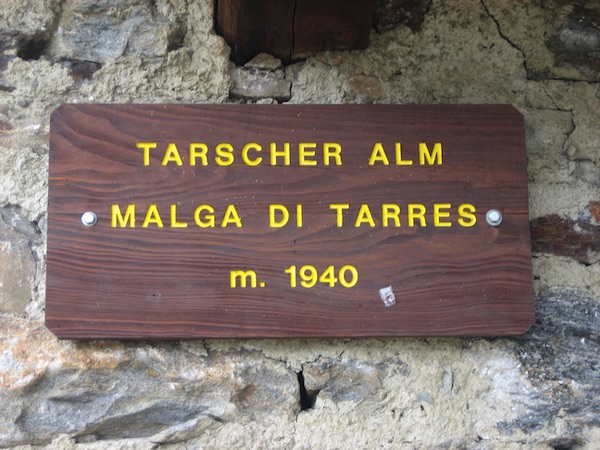 TARSCHER ALM
MALGA DI TARRES
m. 1940